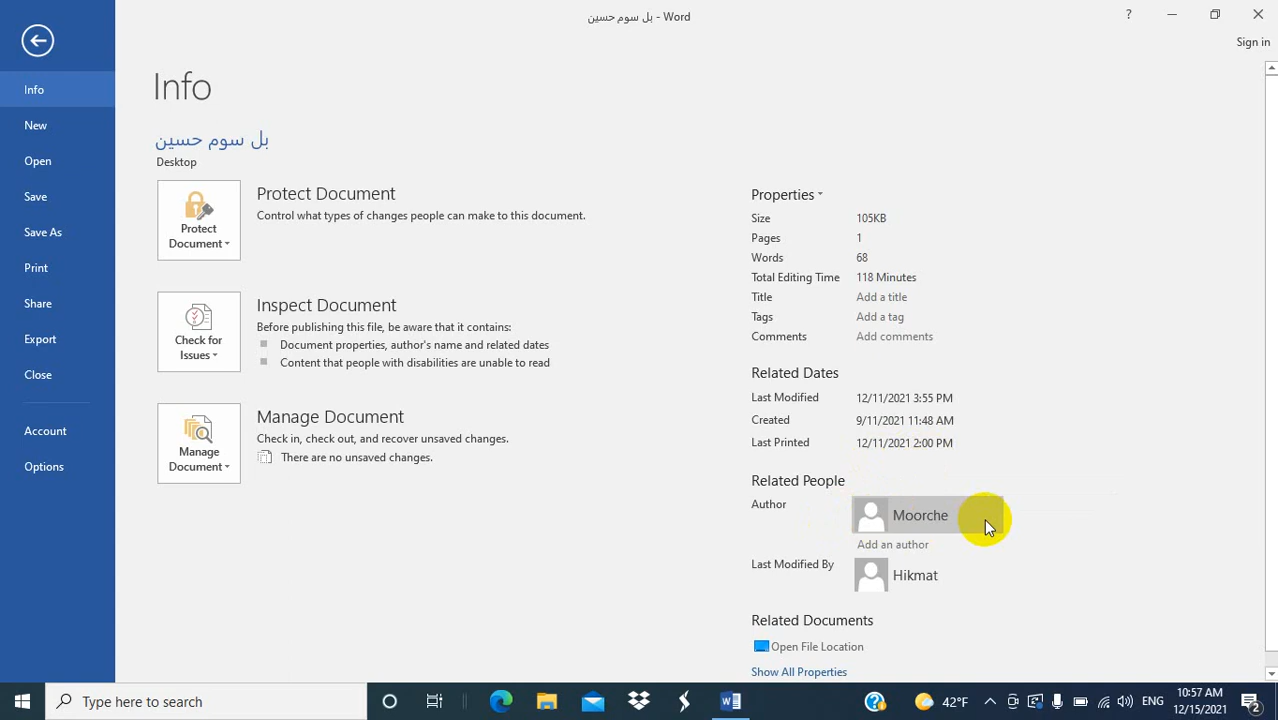 بل سوم حسين - Word
?
Sign in
Info
New
Open
Save
Save As
Print
Share
Export
Close
Account
Options
Info
بل سوم حسين
Desktop
Protect Document
Protect Document
Control what types of changes people can make to this document.
Check for Issues
Inspect Document
Before publishing this file, be aware that it contains:
Document properties, author's name and related dates
Content that people with disabilities are unable to read
Manage Document
Manage Document
Check in, check out, and recover unsaved changes.
There are no unsaved changes.
Properties
Size 105KB
Pages 1
Words 68
Total Editing Time 118 Minutes
Title Add a title
Tags Add a tag
Comments Add comments
Related Dates
Last Modified 12/11/2021 3:55 PM
Created 9/11/2021 11:48 AM
Last Printed 12/11/2021 2:00 PM
Related People
Author Moorche
Add an author
Last Modified By Hikmat
Related Documents
Open File Location
Show All Properties
Type here to search
42°F
ENG
10:57 AM
12/15/2021
2